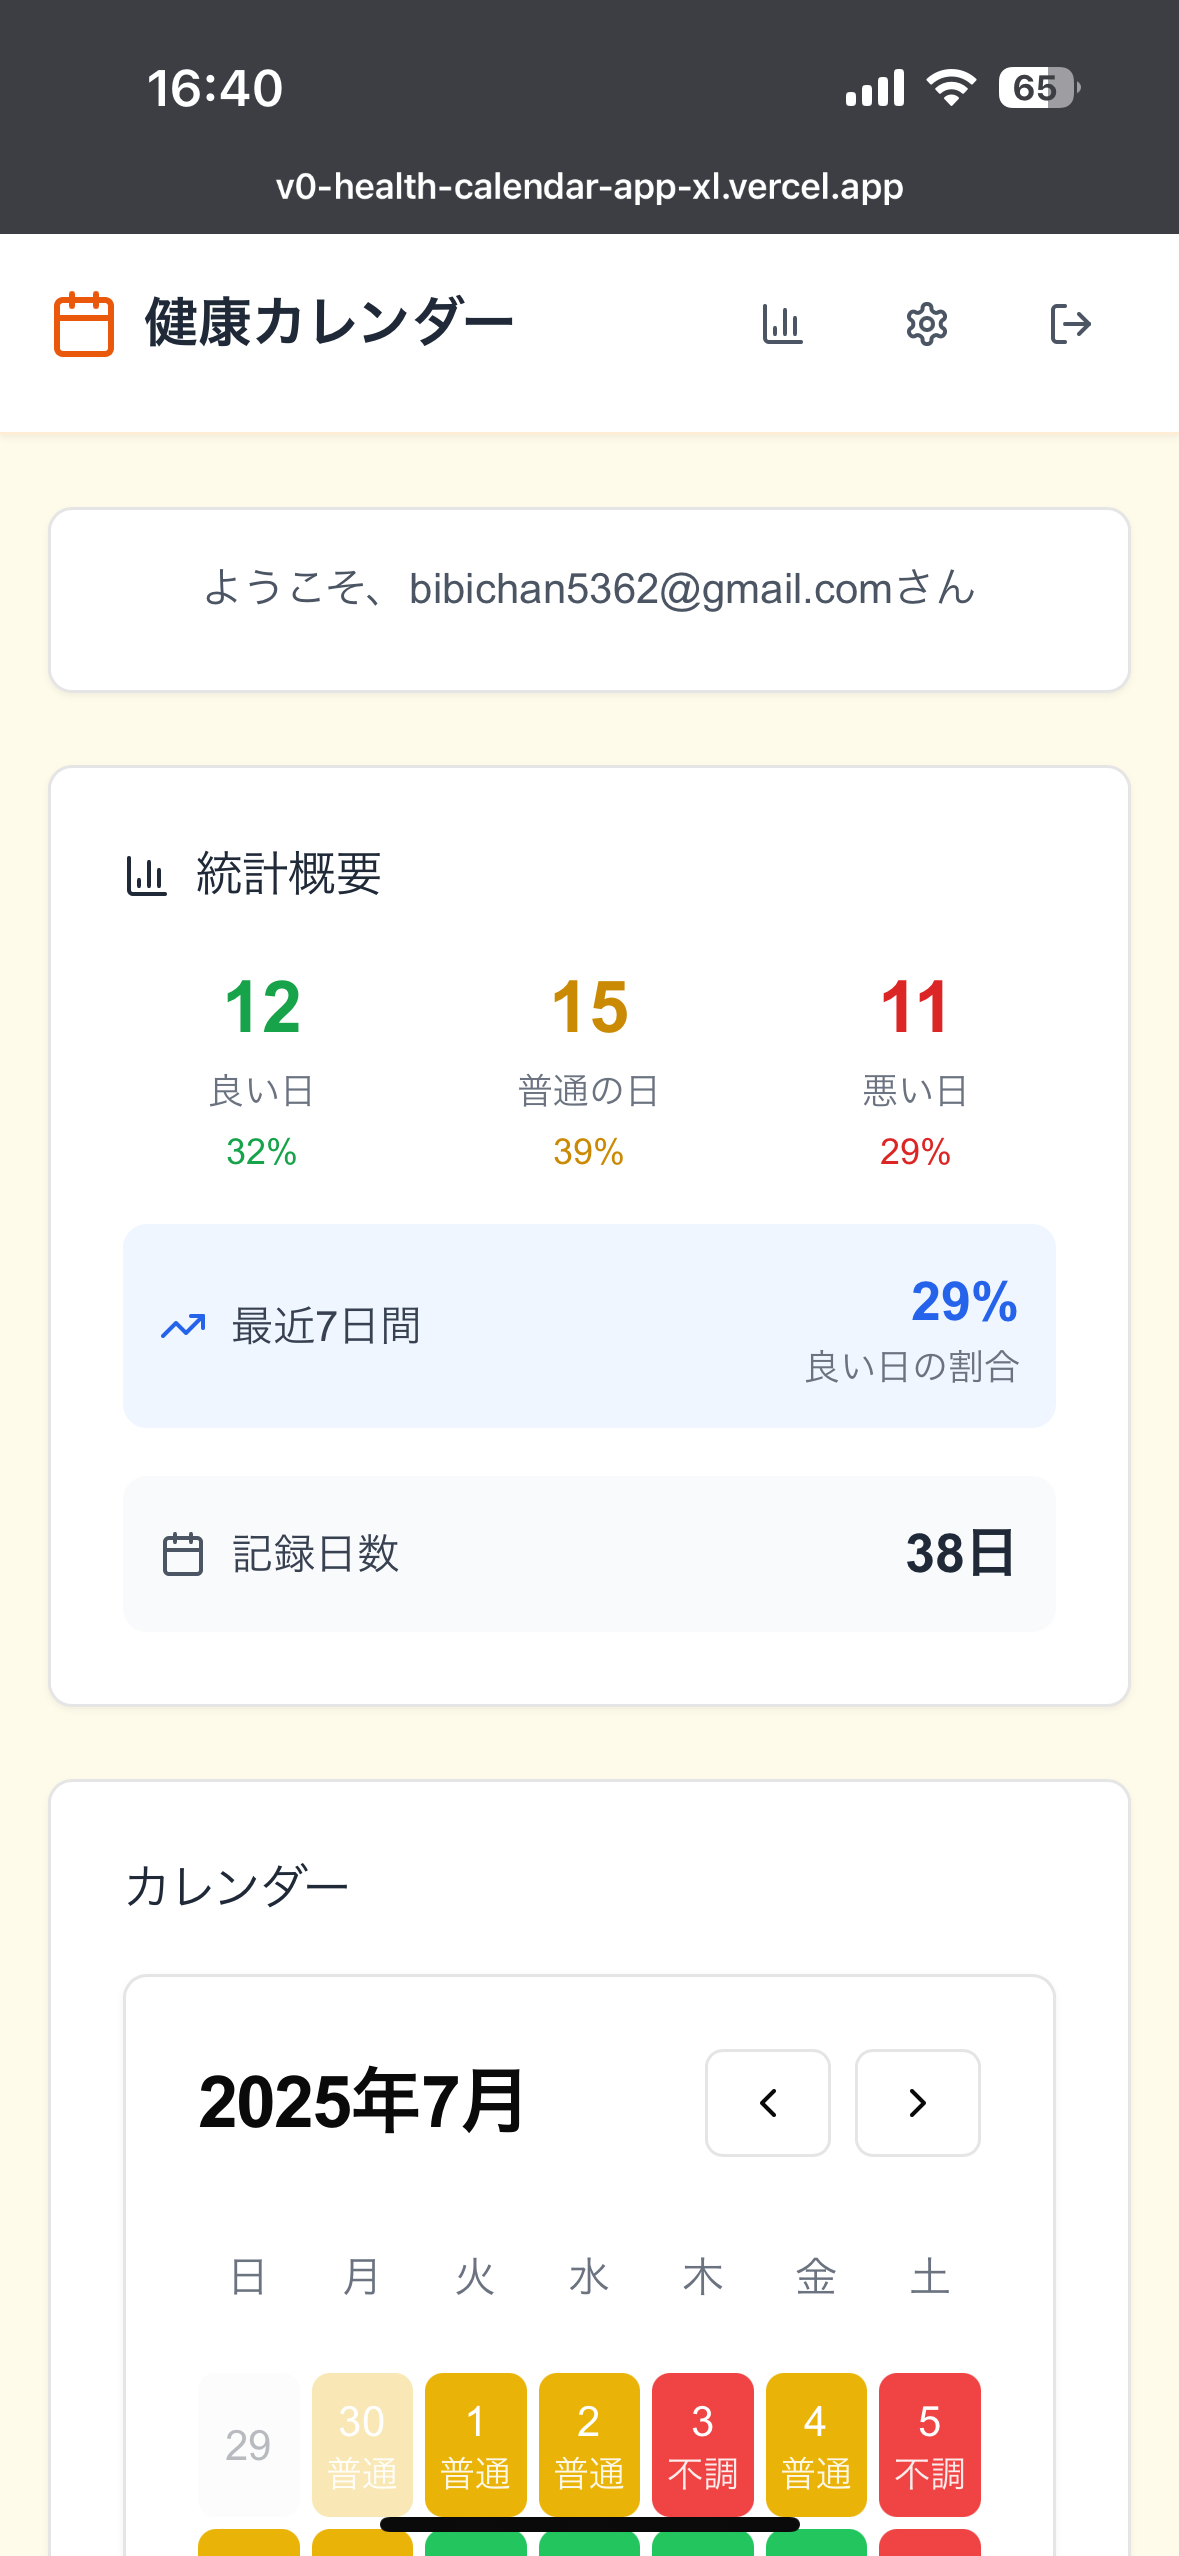 16:40
65
v0-health-calendar-app-xl.vercel.app
健康カレンダー
ようこそ、bibichan5362@gmail.comさん
統計概要
12 15 11
良い日 普通の日 悪い日
32% 39% 29%
最近7日間
29%
良い日の割合
記録日数 38日
カレンダー
2025年7月
日 月 火 水 木 金 土
29 30 1 2 3 4 5
普通 普通 普通 不調 普通 不調